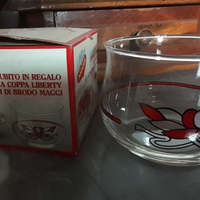 UBITO IN REGALO
A COPPA LIBERTY
DI BRODO MAGGI